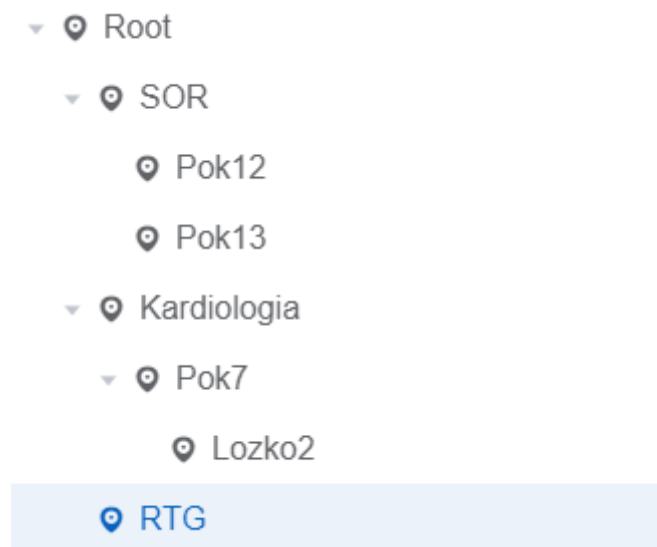 Root
SOR
Pok12
Pok13
Kardiologia
Pok7
Lozko2
RTG